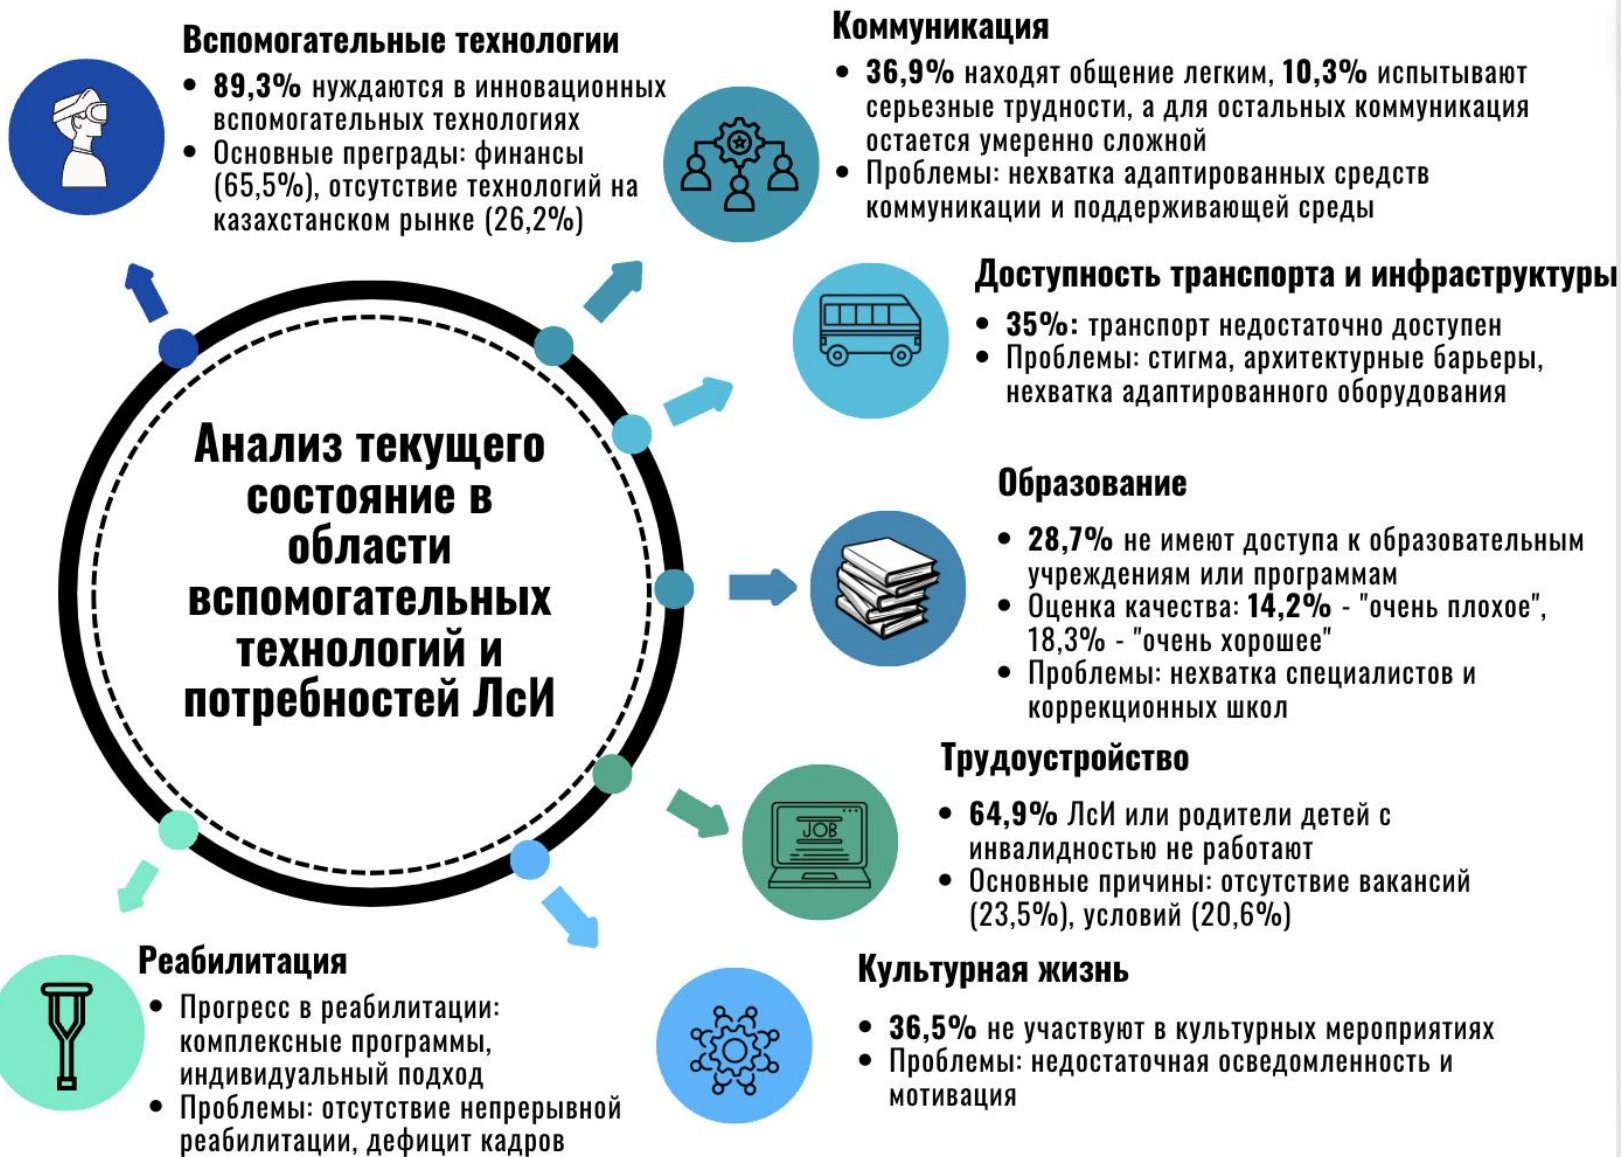 Вспомогательные технологии
• 89,3% нуждаются в инновационных
вспомогательных технологиях
• Основные преграды: финансы
(65,5%), отсутствие технологий на
казахстанском рынке (26,2%)
Коммуникация
• 36,9% находят общение легким, 10,3% испытывают
серьезные трудности, а для остальных коммуникация
остается умеренно сложной
• Проблемы: нехватка адаптированных средств
коммуникации и поддерживающей среды
Доступность транспорта и инфраструктуры
• 35%: транспорт недостаточно доступен
• Проблемы: стигма, архитектурные барьеры,
нехватка адаптированного оборудования
Анализ текущего
состояние в
области
вспомогательных
технологий и
потребностей ЛсИ
Образование
• 28,7% не имеют доступа к образовательным
учреждениям или программам
• Оценка качества: 14,2% - "очень плохое",
18,3% - "очень хорошее"
• Проблемы: нехватка специалистов и
коррекционных школ
Трудоустройство
JOB
• 64,9% ЛсИ или родители детей с
инвалидностью не работают
• Основные причины: отсутствие вакансий
(23,5%), условий (20,6%)
Культурная жизнь
• 36,5% не участвуют в культурных мероприятиях
• Проблемы: недостаточная осведомленность и
мотивация
Реабилитация
• Прогресс в реабилитации:
комплексные программы,
индивидуальный подход
• Проблемы: отсутствие непрерывной
реабилитации, дефицит кадров